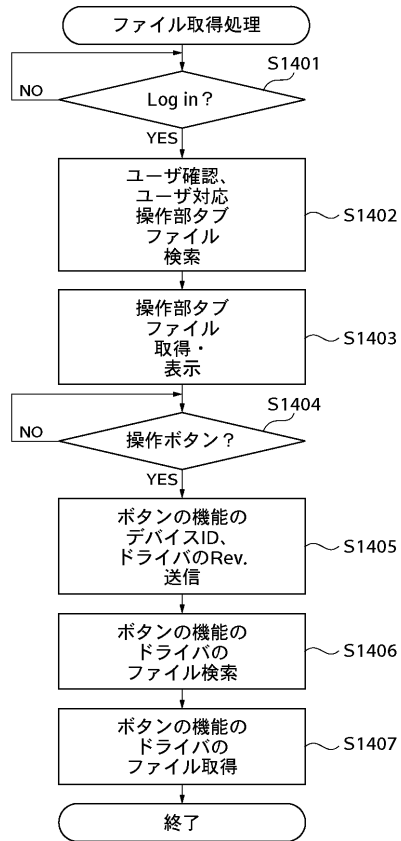 ファイル取得処理
S1401
Log in？
NO
YES
ユーザ確認、
ユーザ対応
操作部タブ
ファイル
検索
S1402
操作部タブ
ファイル
取得・
表示
S1403
S1404
操作ボタン？
NO
YES
ボタンの機能の
デバイスID、
ドライバのRev.
送信
S1405
ボタンの機能の
ドライバの
ファイル検索
S1406
ボタンの機能の
ドライバの
ファイル取得
S1407
終了